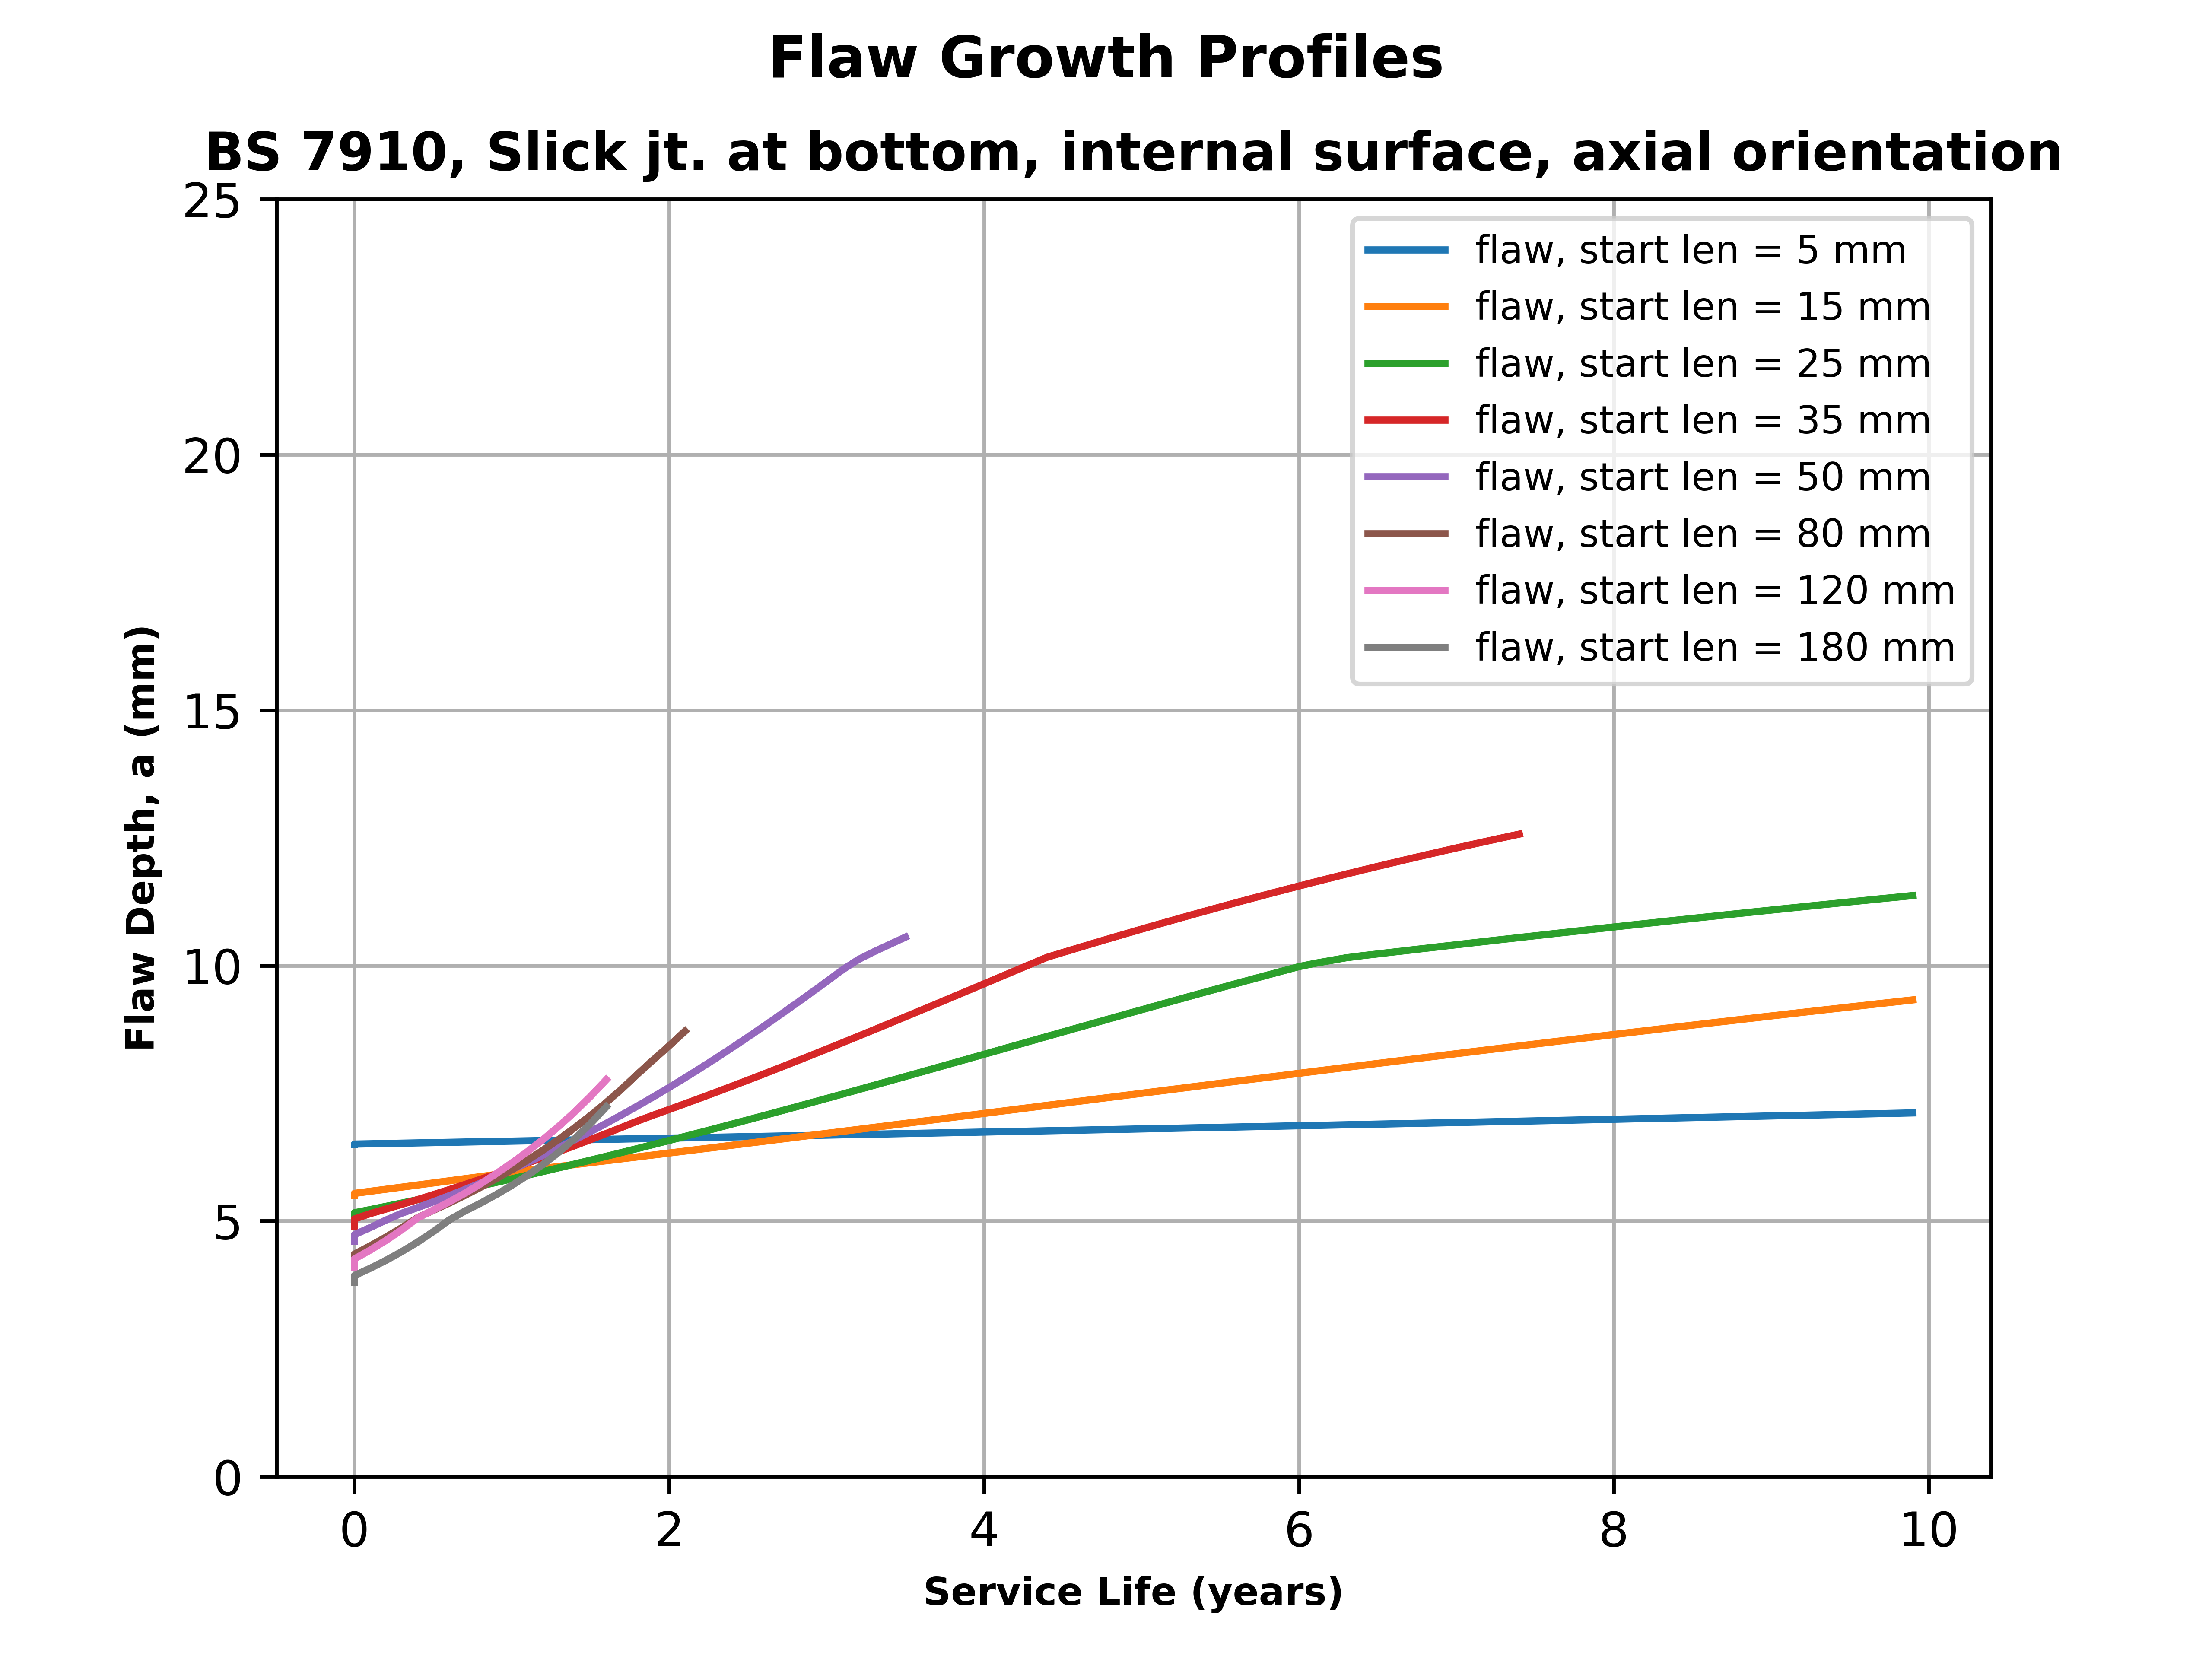 Flaw Growth Profiles
BS 7910, Slick jt. at bottom, internal surface, axial orientation
25
20
15
10
5
0
Flaw Depth, a (mm)
flaw, start len = 5 mm
flaw, start len = 15 mm
flaw, start len = 25 mm
flaw, start len = 35 mm
flaw, start len = 50 mm
flaw, start len = 80 mm
flaw, start len = 120 mm
flaw, start len = 180 mm
0 2 4 6 8 10
Service Life (years)